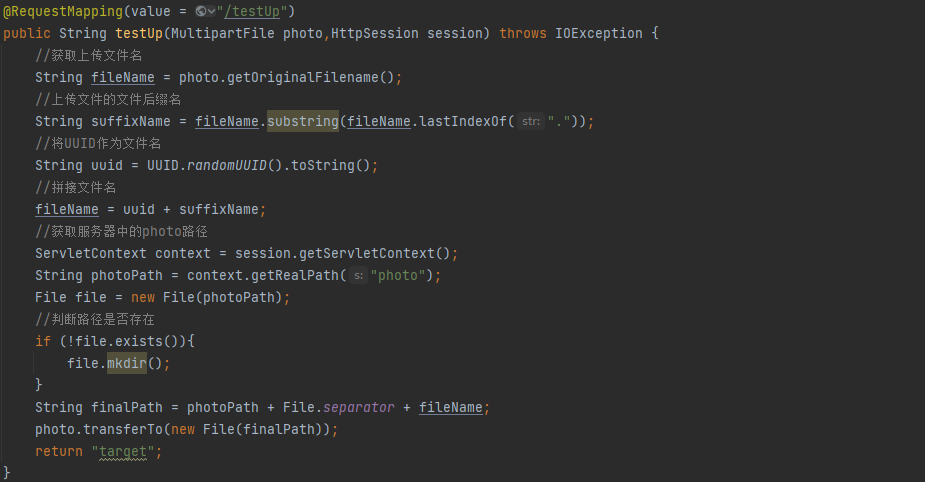 @RequestMapping(value = "/testUp")
public String testUp(MultipartFile photo,HttpSession session) throws IOException {
//获取上传文件名
String fileName = photo.getOriginalFilename();
//上传文件的文件后缀名
String suffixName = fileName.substring(fileName.lastIndexOf( str: "."));
//将UUID作为文件名
String uuid = UUID.randomUUID().toString();
//拼接文件名
fileName = uuid + suffixName;
//获取服务器中的photo路径
ServletContext context = session.getServletContext();
String photoPath = context.getRealPath( s: "photo");
File file = new File(photoPath);
//判断路径是否存在
if (!file.exists()){
file.mkdir();
}
String finalPath = photoPath + File.separator + fileName;
photo.transferTo(new File(finalPath));
return "target";
}